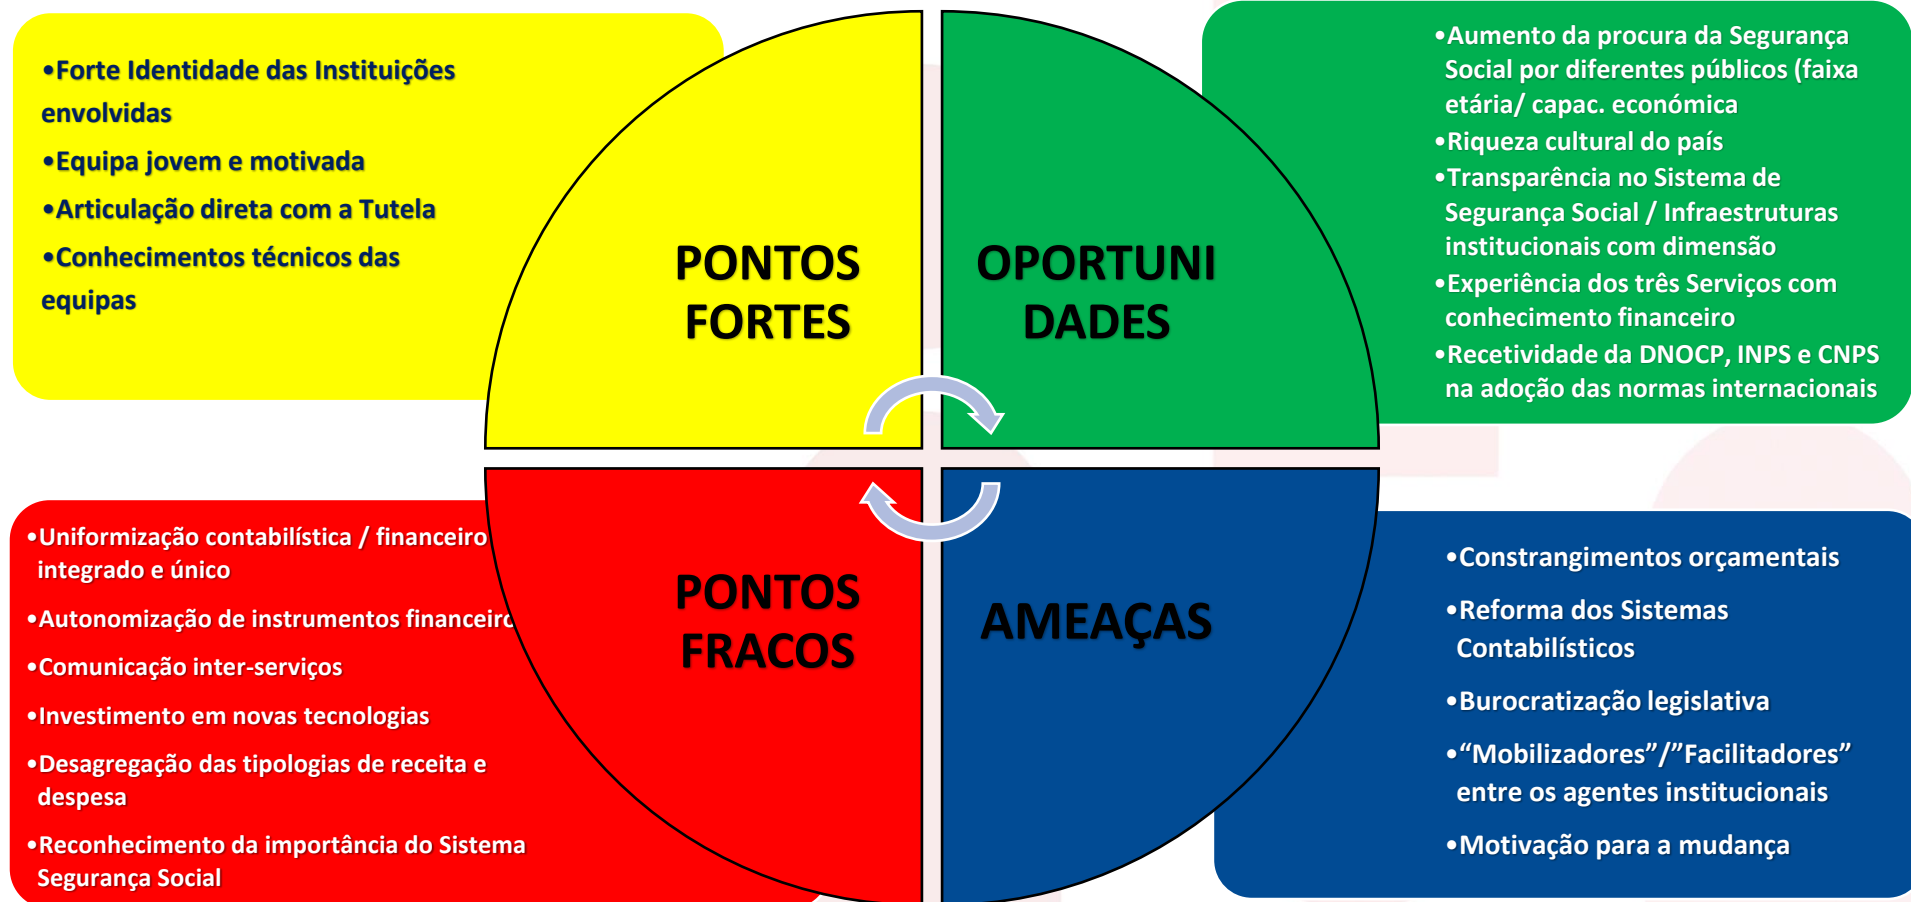 •Forte Identidade das Instituições
envolvidas
•Equipa jovem e motivada
•Articulação direta com a Tutela
•Conhecimentos técnicos das
equipas
PONTOS
FORTES
OPORTUNI
DADES
•Aumento da procura da Segurança
Social por diferentes públicos (faixa
etária/ capac. económica
•Riqueza cultural do país
•Transparência no Sistema de
Segurança Social / Infraestruturas
institucionais com dimensão
•Experiência dos três Serviços com
conhecimento financeiro
•Recetividade da DNOCP, INPS e CNPS
na adoção das normas internacionais
•Uniformização contabilística / financeiro
integrado e único
•Autonomização de instrumentos financeiro
•Comunicação inter-serviços
•Investimento em novas tecnologias
•Desagregação das tipologias de receita e
despesa
•Reconhecimento da importância do Sistema
Segurança Social
PONTOS
FRACOS
AMEAÇAS
•Constrangimentos orçamentais
•Reforma dos Sistemas
Contabilísticos
•Burocratização legislativa
•“Mobilizadores”/”Facilitadores”
entre os agentes institucionais
•Motivação para a mudança